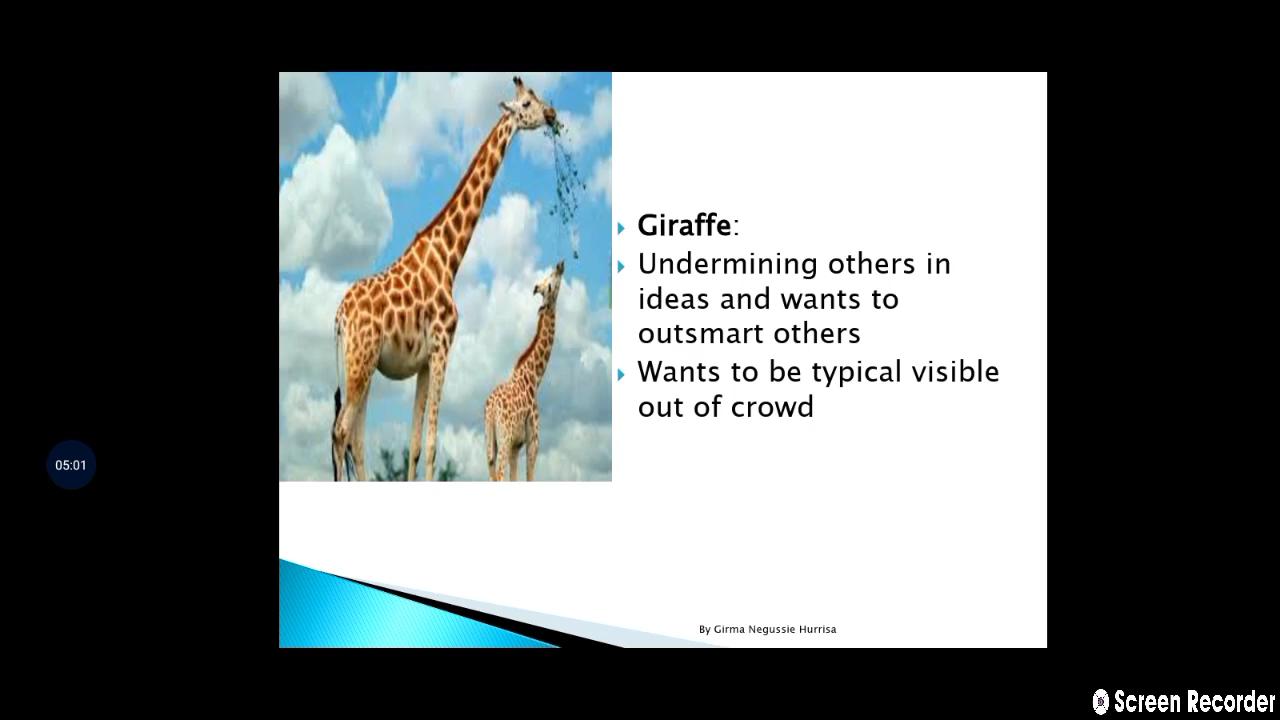 Giraffe:
Undermining others in
ideas and wants to
outsmart others
Wants to be typical visible
out of crowd
05:01
By Girma Negussie Hurrisa
Screen Recorder